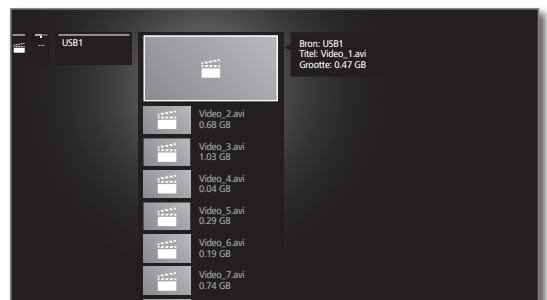 ...
USB1
Bron: USB1
Titel: Video_1.avi
Grootte: 0.47 GB
Video_2.avi
0.68 GB
Video_3.avi
1.03 GB
Video_4.avi
0.04 GB
Video_5.avi
0.29 GB
Video_6.avi
0.19 GB
Video_7.avi
0.74 GB